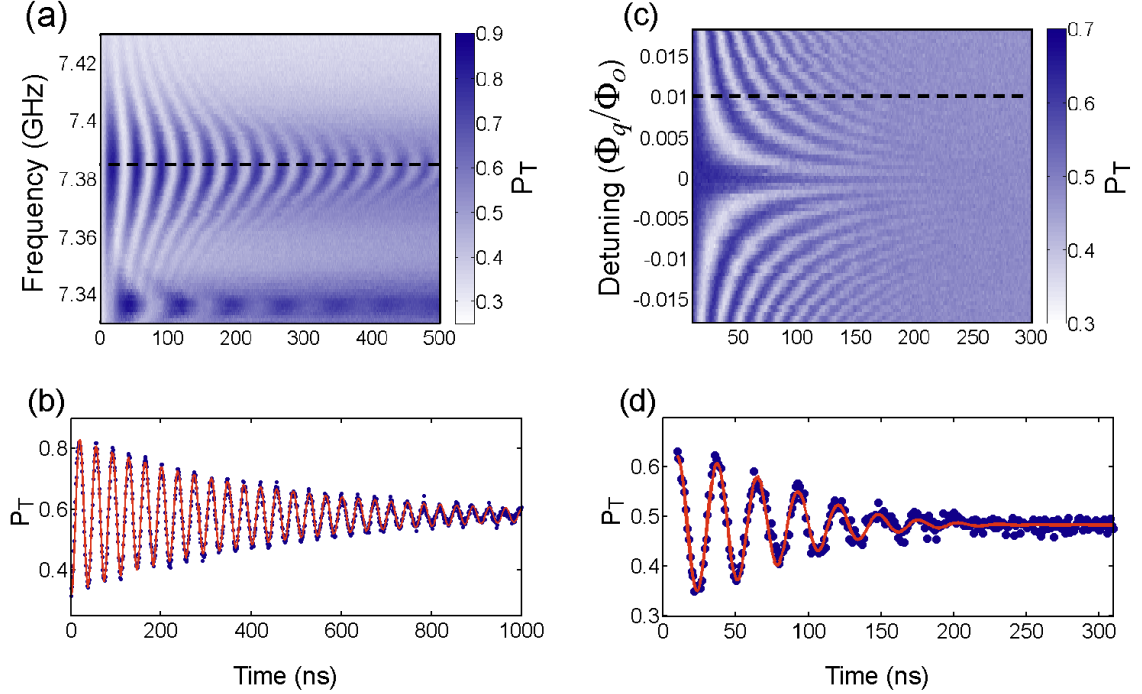 (a)
Frequency (GHz)
7.42
7.4
7.38
7.36
7.34
0 100 200 300 400 500
0.9
0.8
0.7
0.6
0.5
0.4
0.3
PT
(c)
Detuning (Φq/Φo)
0.015
0.01
0.005
0
-0.005
-0.01
-0.015
50 100 150 200 250 300
0.7
0.6
0.5
0.4
0.3
PT
(b)
PT
0.8
0.6
0.4
0 200 400 600 800 1000
Time (ns)
(d)
PT
0.6
0.5
0.4
0.3
0 50 100 150 200 250 300
Time (ns)